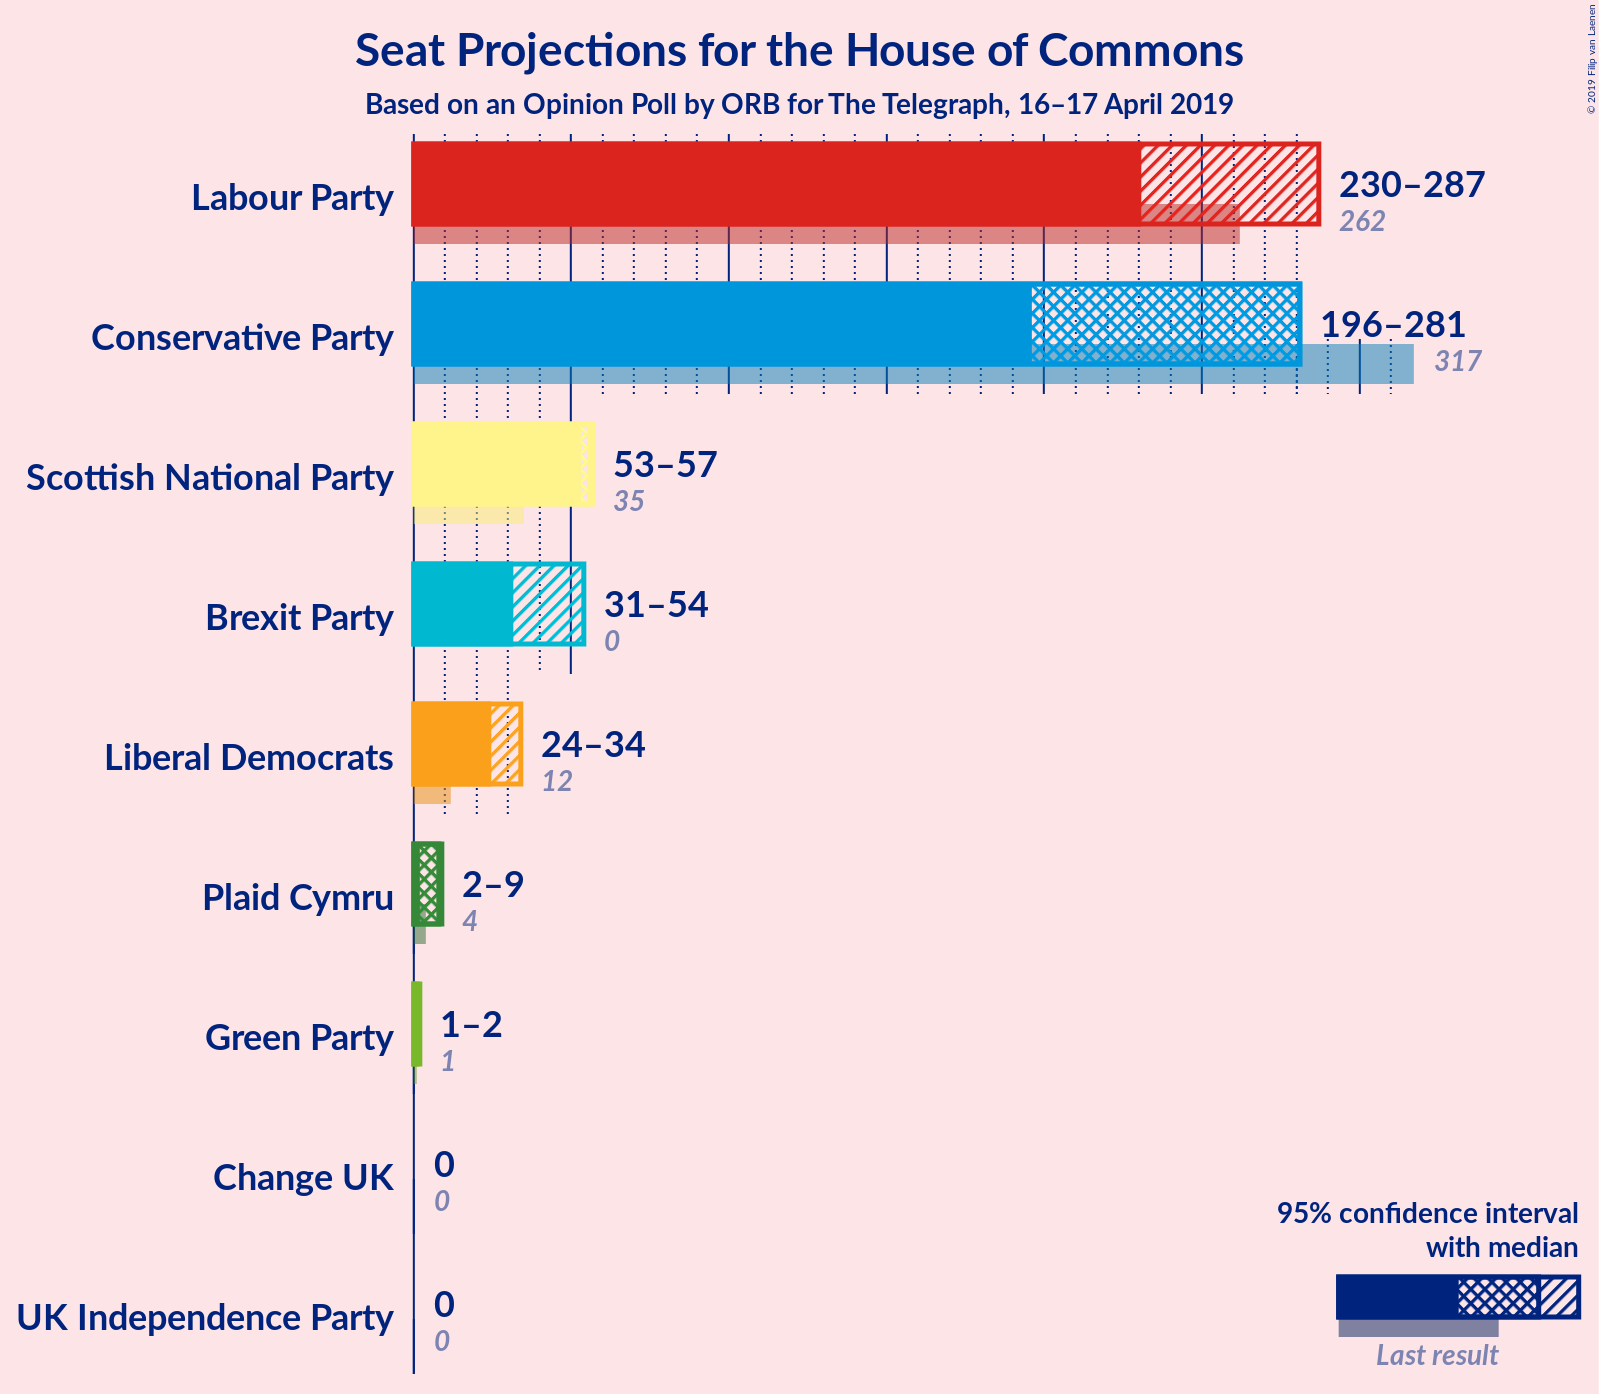 Seat Projections for the House of Commons
Based on an Opinion Poll by ORB for The Telegraph, 16–17 April 2019
© 2019 Filip van Laenen
Labour Party
230–287
262
Conservative Party
196–281
317
Scottish National Party
53–57
35
Brexit Party
31–54
0
Liberal Democrats
24–34
12
Plaid Cymru
2–9
4
Green Party
1–2
1
Change UK
0
0
UK Independence Party
0
0
95% confidence interval
with median
Last result